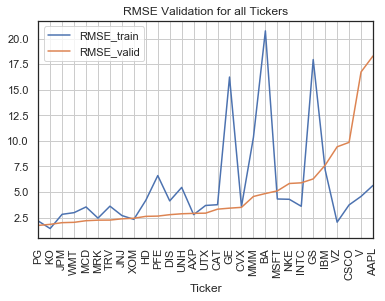 RMSE Validation for all Tickers
RMSE_train
RMSE_valid
20.0
17.5
15.0
12.5
10.0
7.5
5.0
2.5
PG
KO
JPM
WMT
MCD
MRK
TRV
JNJ
XOM
HD
PFE
DIS
UNH
AXP
UTX
CAT
GE
CVX
MMM
BA
MSFT
NKE
INTC
GS
IBM
VZ
CSCO
V
AAPL
Ticker